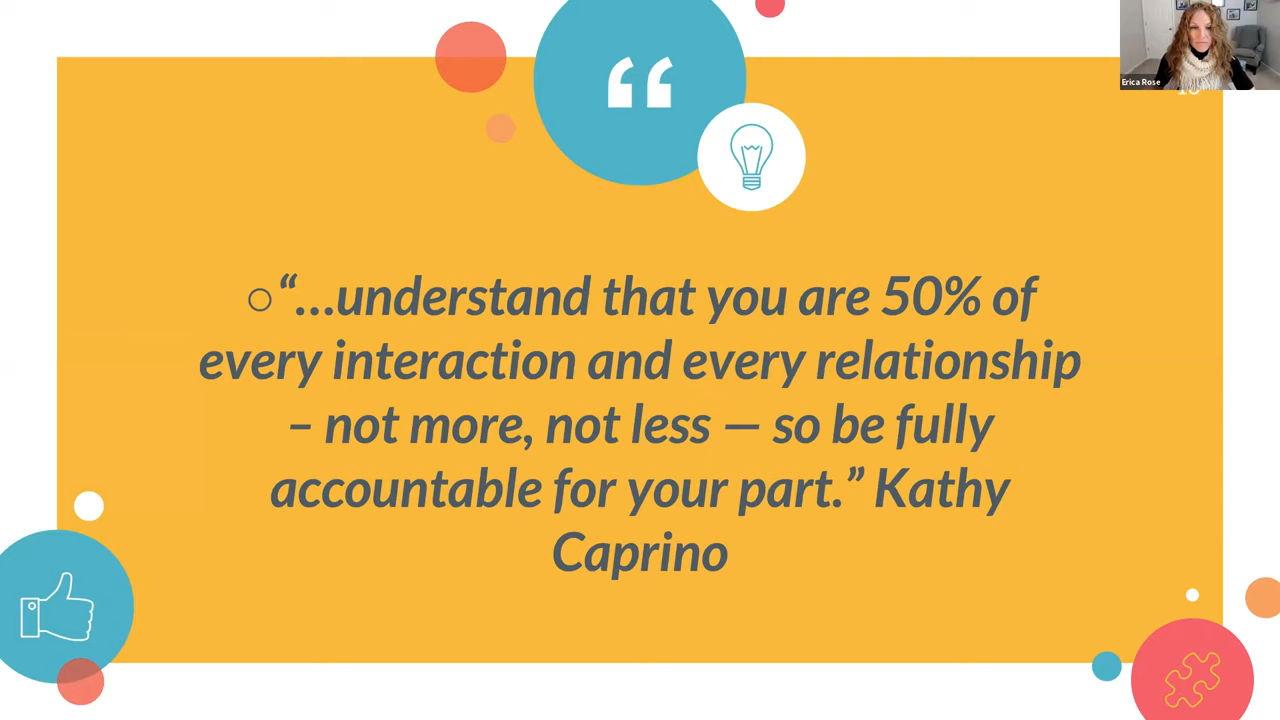 “
Erica Rose
○“...understand that you are 50% of
every interaction and every relationship
– not more, not less — so be fully
accountable for your part.” Kathy
Caprino